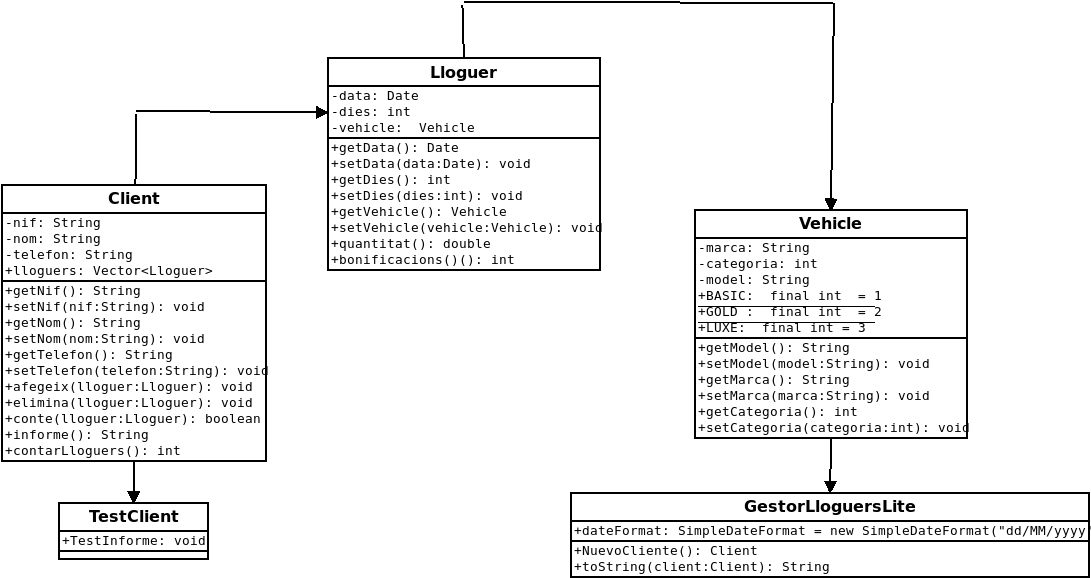 Lloguer
-data: Date
-dies: int
-vehicle:  Vehicle
+getData(): Date
+setData(data:Date): void
+getDies(): int
+setDies(dies:int): void
+getVehicle(): Vehicle
+setVehicle(vehicle:Vehicle): void
+quantitat(): double
+bonificacions()(): int
Client
-nif: String
-nom: String
-telefon: String
+lloguers: Vector<Lloguer>
+getNif(): String
+setNif(nif:String): void
+getNom(): String
+setNom(nom:String): void
+getTelefon(): String
+setTelefon(telefon:String): void
+afegeix(lloguer:Lloguer): void
+elimina(lloguer:Lloguer): void
+conte(lloguer:Lloguer): boolean
+informe(): String
+contarLloguers(): int
Vehicle
-marca: String
-categoria: int
-model: String
+BASIC:  final int  = 1
+GOLD :  final int  = 2
+LUXE:  final int = 3
+getModel(): String
+setModel(model:String): void
+getMarca(): String
+setMarca(marca:String): void
+getCategoria(): int
+setCategoria(categoria:int): void
TestClient
+TestInforme: void
GestorLloguersLite
+dateFormat: SimpleDateFormat = new SimpleDateFormat("dd/MM/yyyy"
+NuevoCliente(): Client
+toString(client:Client): String